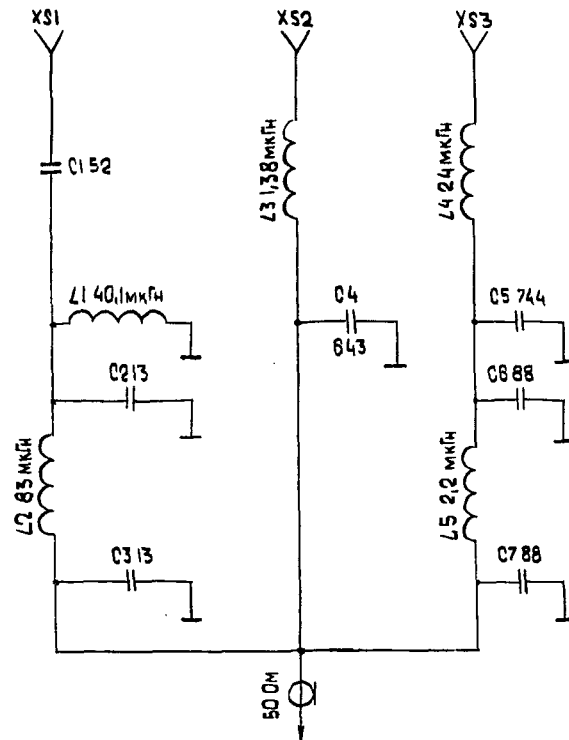 XS1 XS2 XS3
C1 52
L3 1,38 мкГн
L4 24 мкГн
L1 40,1 мкГн
C4
643
C5 744
C2 13
C6 88
L2 83 мкГн
L5 2,2 мкГн
C3 13
C7 88
50 Ом